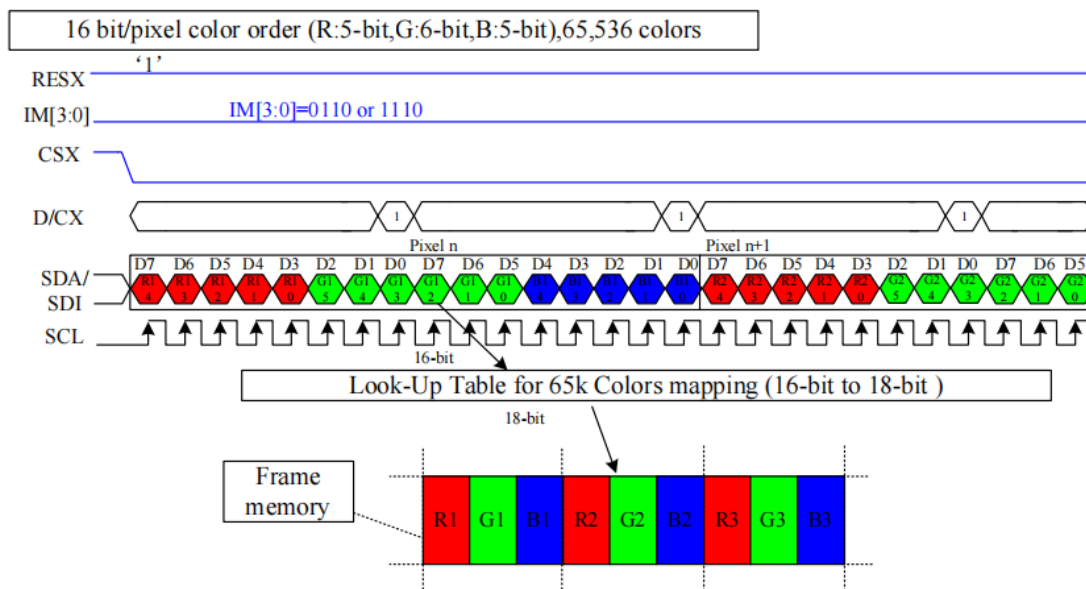 16 bit/pixel color order (R:5-bit,G:6-bit,B:5-bit),65,536 colors
‘1’
RESX
IM[3:0]
IM[3:0]=0110 or 1110
CSX
D/CX
1
1
1
Pixel n
Pixel n+1
D7 D6 D5 D4 D3 D2 D1 D0 D7 D6 D5 D4 D3 D2 D1 D0 D7 D6 D5 D4 D3 D2 D1 D0 D7 D6 D5
SDA/
SDI
R1 R1 R1 R1 R1 G1 G1 G1 G1 G1 G1 B1 B1 B1 B1 B1 R2 R2 R2 R2 R2 G2 G2 G2 G2 G2 G2
4 3 2 1 0 5 4 3 2 1 0 4 3 2 1 0 4 3 2 1 0 5 4 3 2 1 0
SCL
16-bit
Look-Up Table for 65k Colors mapping (16-bit to 18-bit )
18-bit
Frame
memory
R1 G1 B1 R2 G2 B2 R3 G3 B3